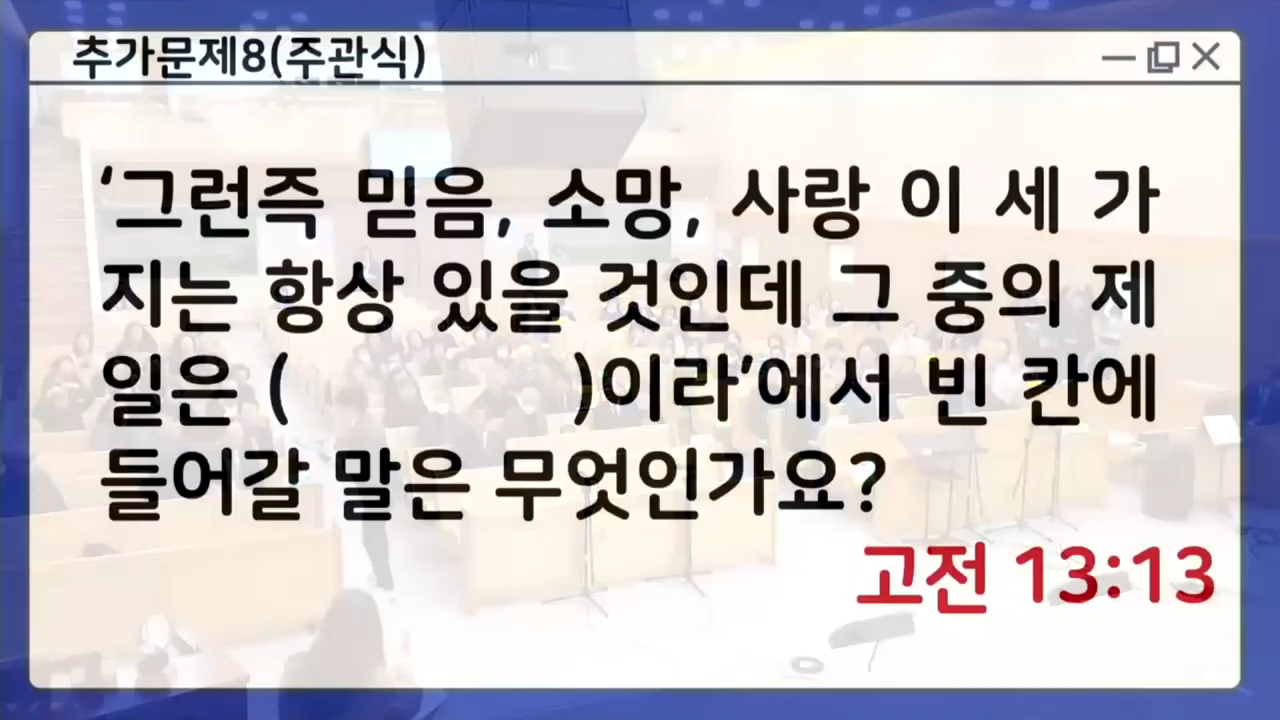 추가문제8(주관식)
‘그런즉 믿음, 소망, 사랑 이 세 가
지는 항상 있을 것인데 그 중의 제
일은 ( )이라’에서 빈 칸에
들어갈 말은 무엇인가요?
고전 13:13